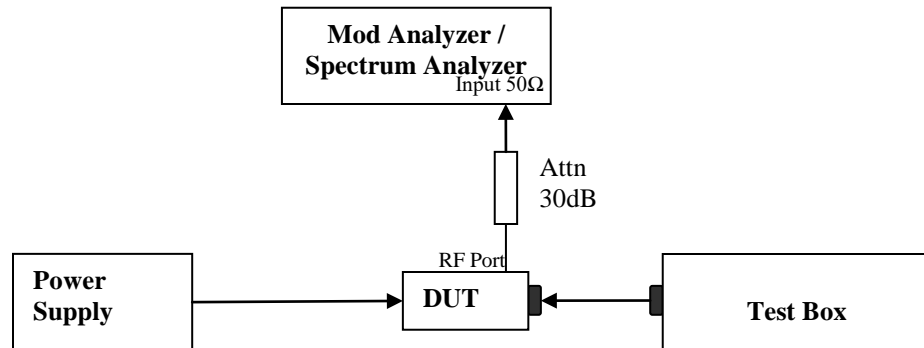 Mod Analyzer /
Spectrum Analyzer
Input 50Ω
Attn
30dB
RF Port
Power
Supply
DUT
Test Box